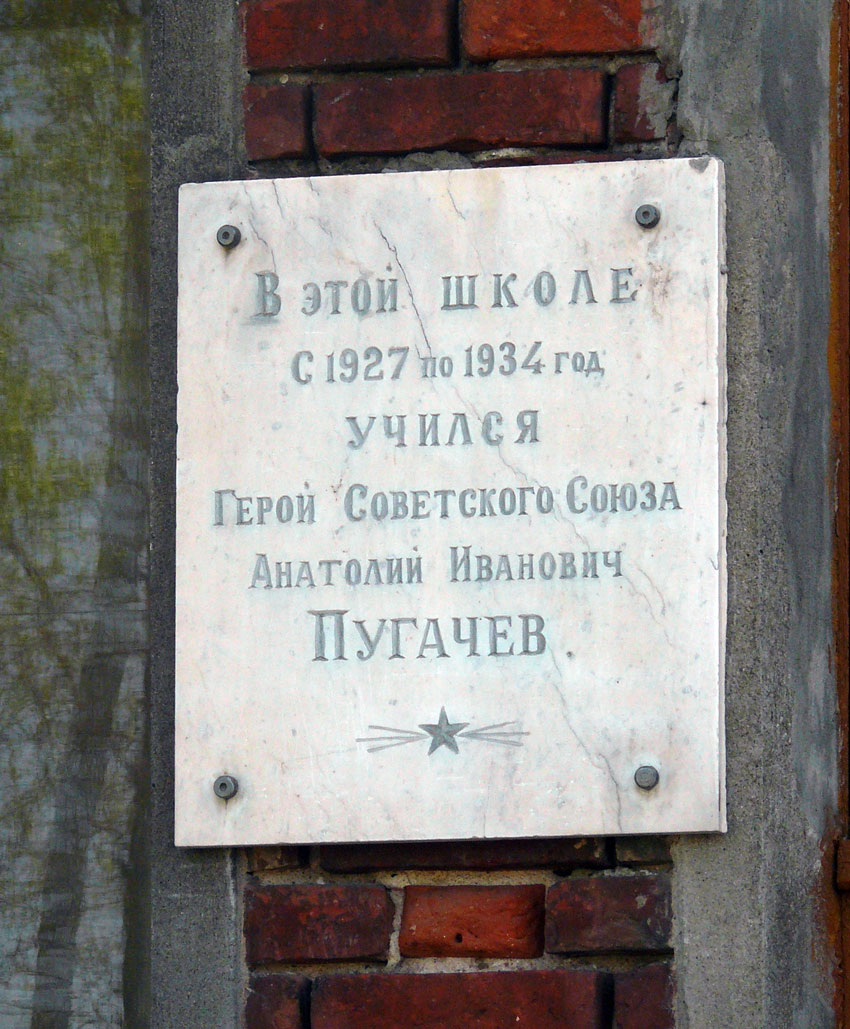 В этой школе
с 1927 по 1934 год
учился
Герой Советского Союза
Анатолий Иванович
Пугачев